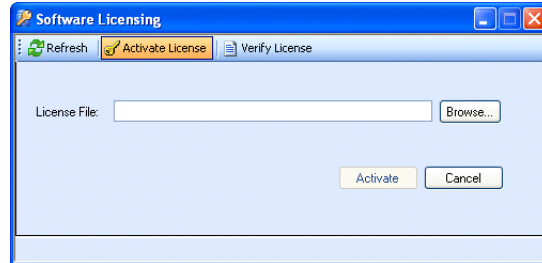 Software Licensing
Refresh Activate License Verify License
License File: Browse...
Activate Cancel